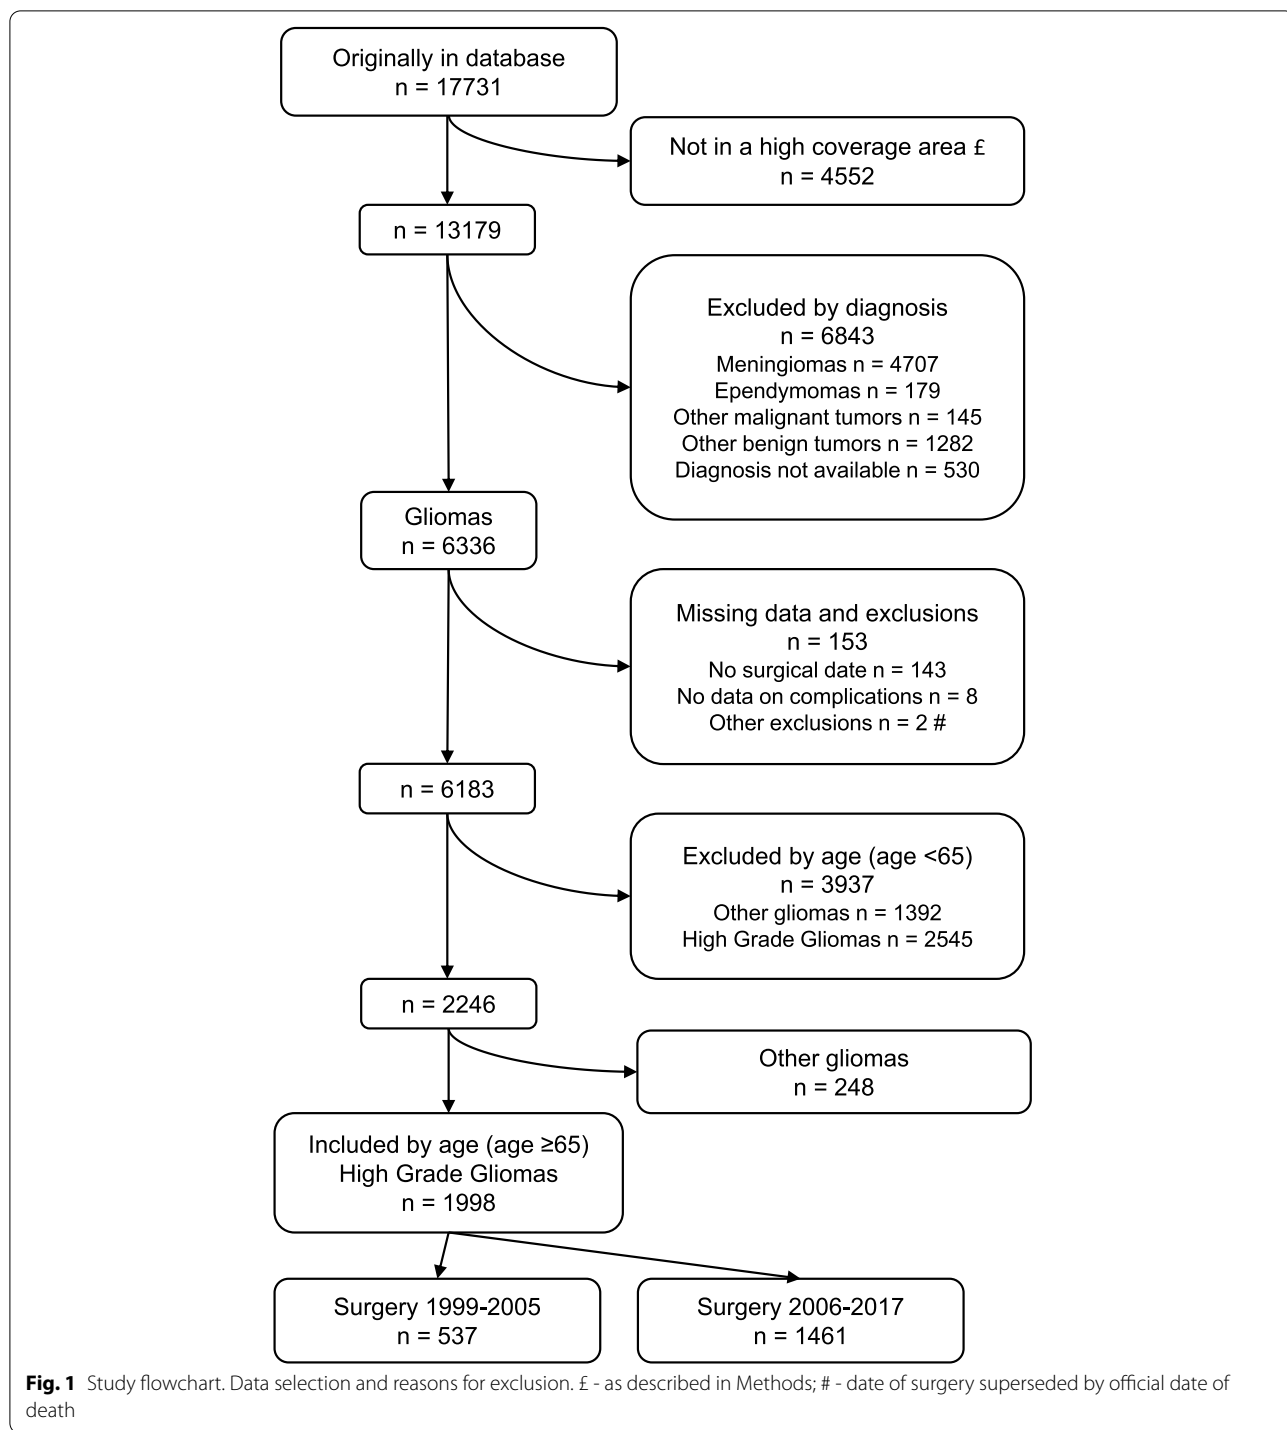 Originally in database
n = 17731
Not in a high coverage area £
n = 4552
n = 13179
Excluded by diagnosis
n = 6843
Meningiomas n = 4707
Ependymomas n = 179
Other malignant tumors n = 145
Other benign tumors n = 1282
Diagnosis not available n = 530
Gliomas
n = 6336
Missing data and exclusions
n = 153
No surgical date n = 143
No data on complications n = 8
Other exclusions n = 2 #
n = 6183
Excluded by age (age <65)
n = 3937
Other gliomas n = 1392
High Grade Gliomas n = 2545
n = 2246
Other gliomas
n = 248
Included by age (age ≥65)
High Grade Gliomas
n = 1998
Surgery 1999-2005
n = 537
Surgery 2006-2017
n = 1461
Fig. 1 Study flowchart. Data selection and reasons for exclusion. £ - as described in Methods; # - date of surgery superseded by official date of
death